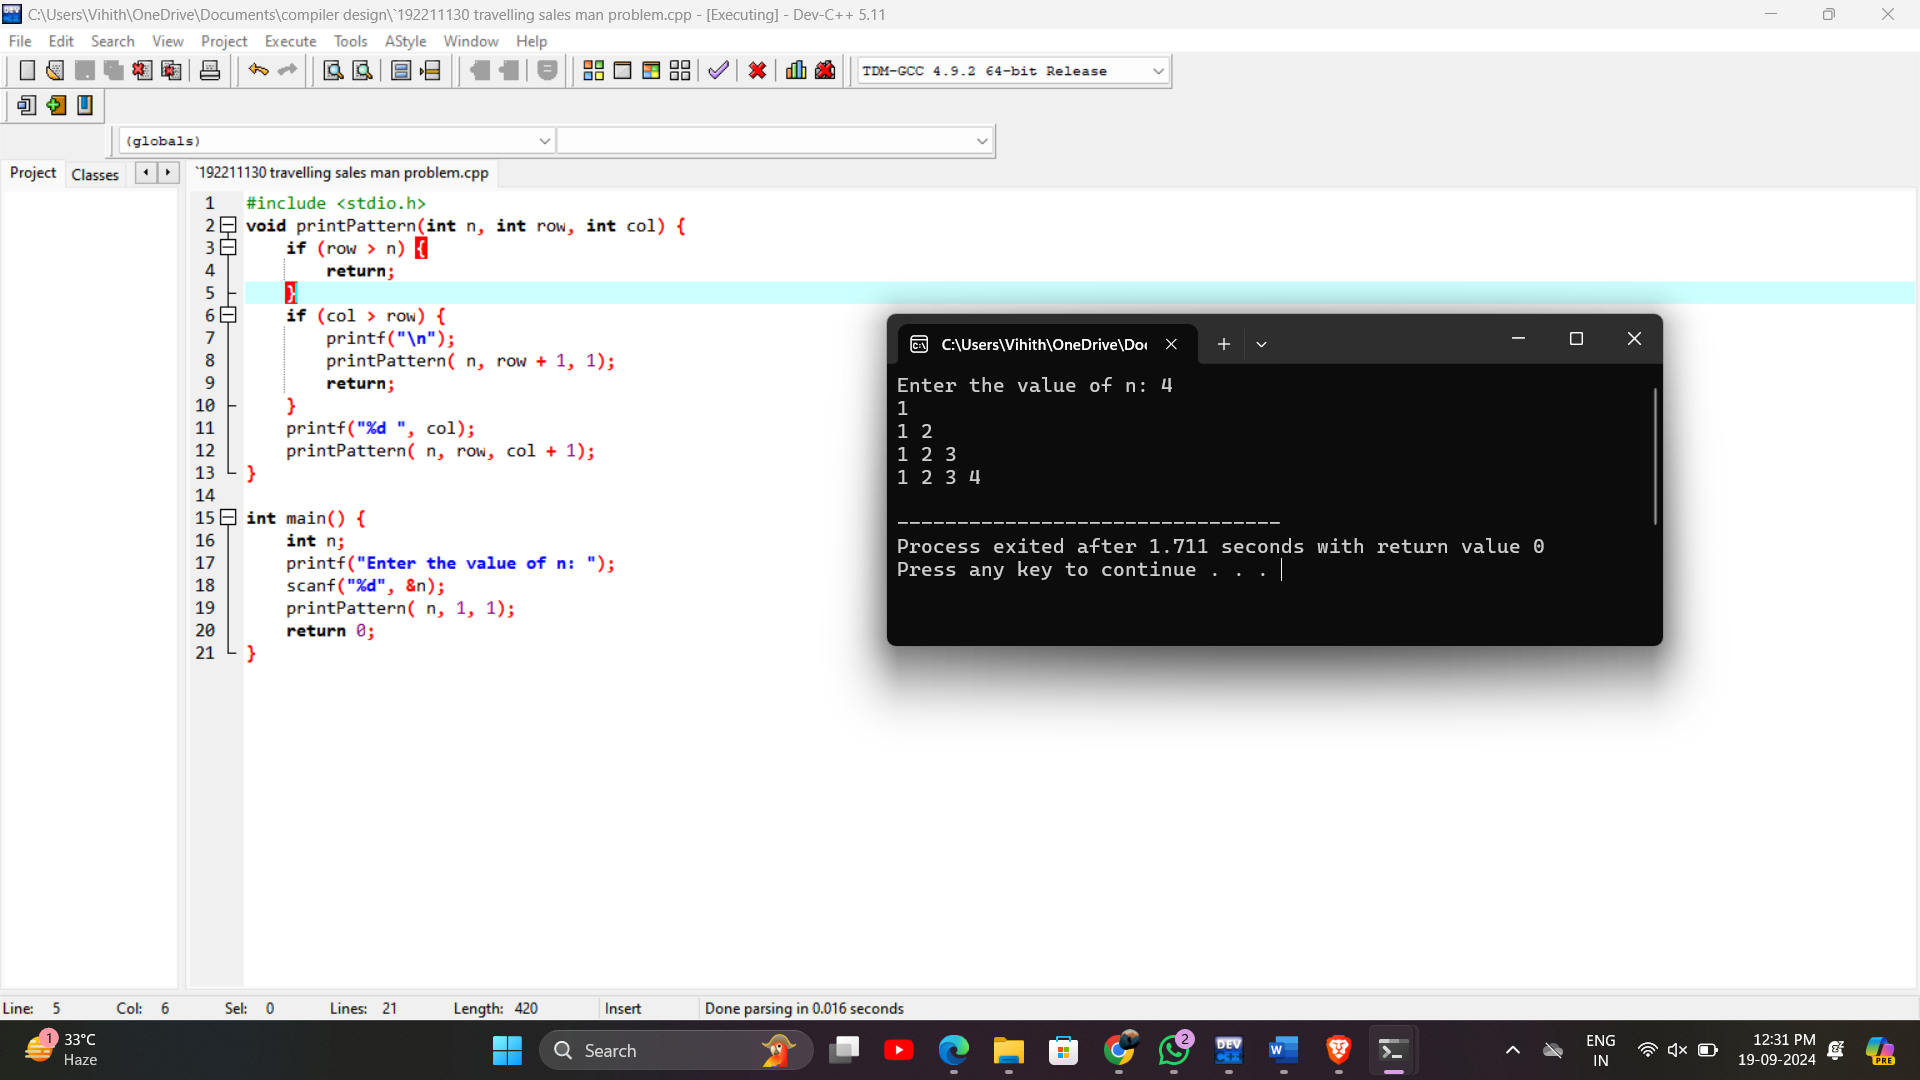 C:\Users\Vihith\OneDrive\Documents\compiler design\`192211130 travelling sales man problem.cpp - [Executing] - Dev-C++ 5.11
File Edit Search View Project Execute Tools AStyle Window Help
TDM-GCC 4.9.2 64-bit Release
(globals)
Project Classes
`192211130 travelling sales man problem.cpp
1 #include <stdio.h>
2 void printPattern(int n, int row, int col) {
3 if (row > n) {
4 return;
5 }
6 if (col > row) {
7 printf("\n");
8 printPattern( n, row + 1, 1);
9 return;
10 }
11 printf("%d ", col);
12 printPattern( n, row, col + 1);
13 }
14
15 int main() {
16 int n;
17 printf("Enter the value of n: ");
18 scanf("%d", &n);
19 printPattern( n, 1, 1);
20 return 0;
21 }
C:\Users\Vihith\OneDrive\Do
Enter the value of n: 4
1
1 2
1 2 3
1 2 3 4
--------------------------------
Process exited after 1.711 seconds with return value 0
Press any key to continue . . .
Line: 5 Col: 6 Sel: 0 Lines: 21 Length: 420 Insert Done parsing in 0.016 seconds
1
33°C
Haze
Search
DEV
C++
W
2
PRE
ENG
IN
12:31 PM
19-09-2024